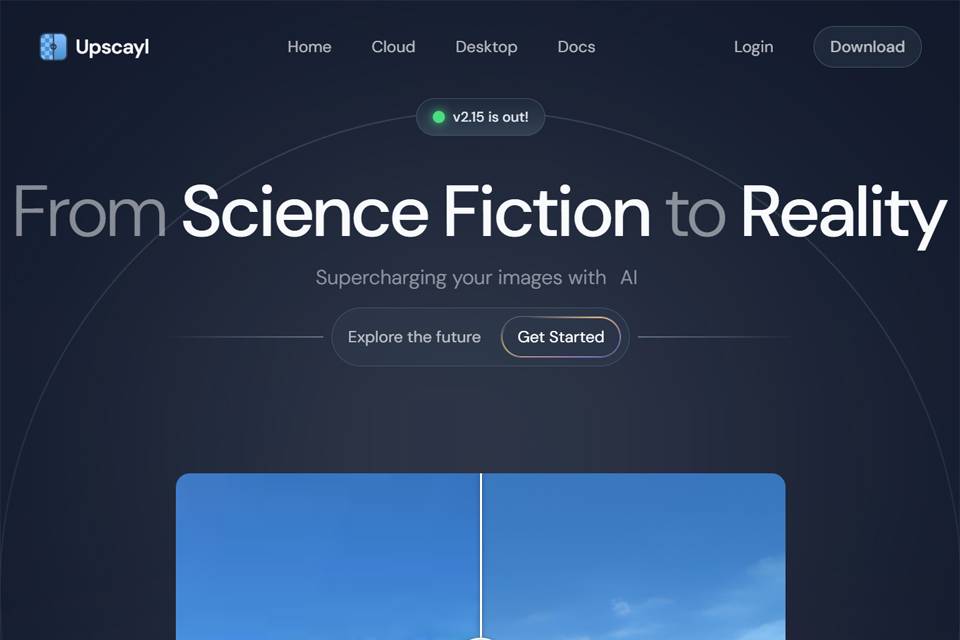 Upscayl
Home
Cloud
Desktop
Docs
Login
Download
v2.15 is out!
From Science Fiction to Reality
Supercharging your images with AI
Explore the future
Get Started